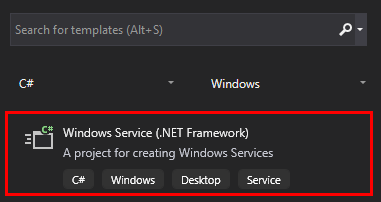 Search for templates (Alt+S)
C# Windows
C#
Windows Service (.NET Framework)
A project for creating Windows Services
C# Windows Desktop Service